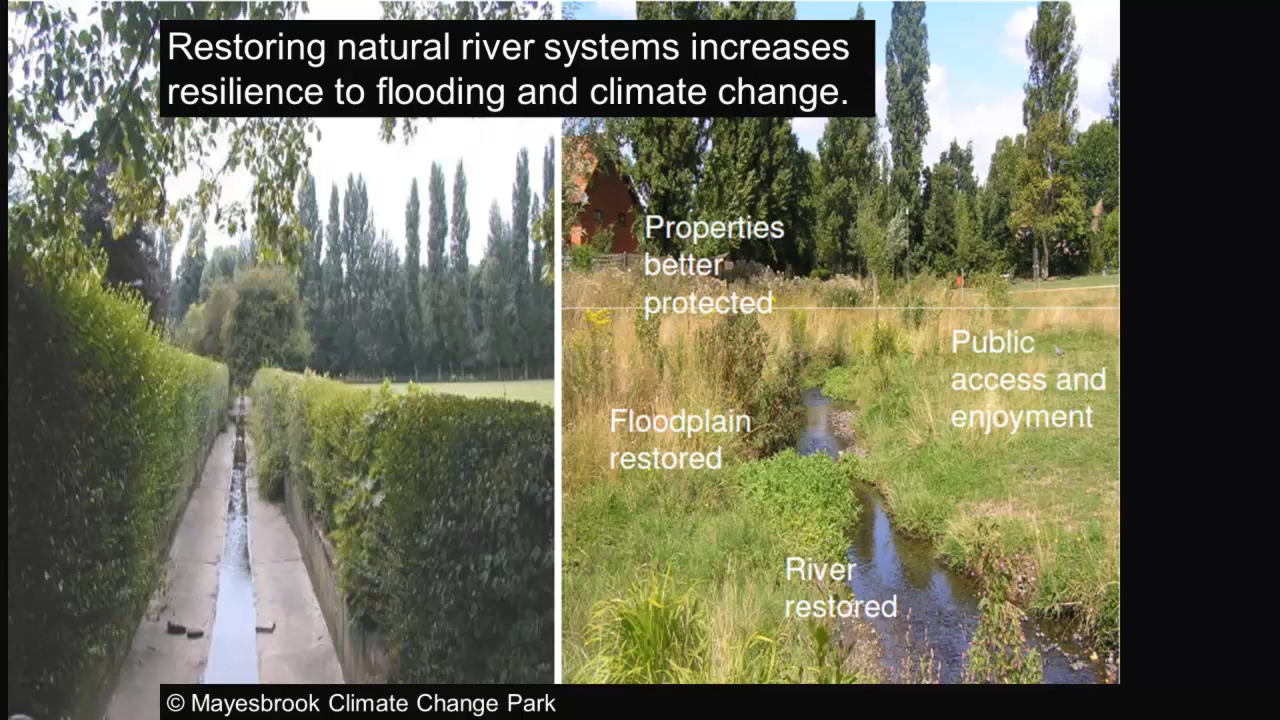 Restoring natural river systems increases
resilience to flooding and climate change.
Properties
better
protected
Public
access and
enjoyment
Floodplain
restored
River
restored
© Mayesbrook Climate Change Park